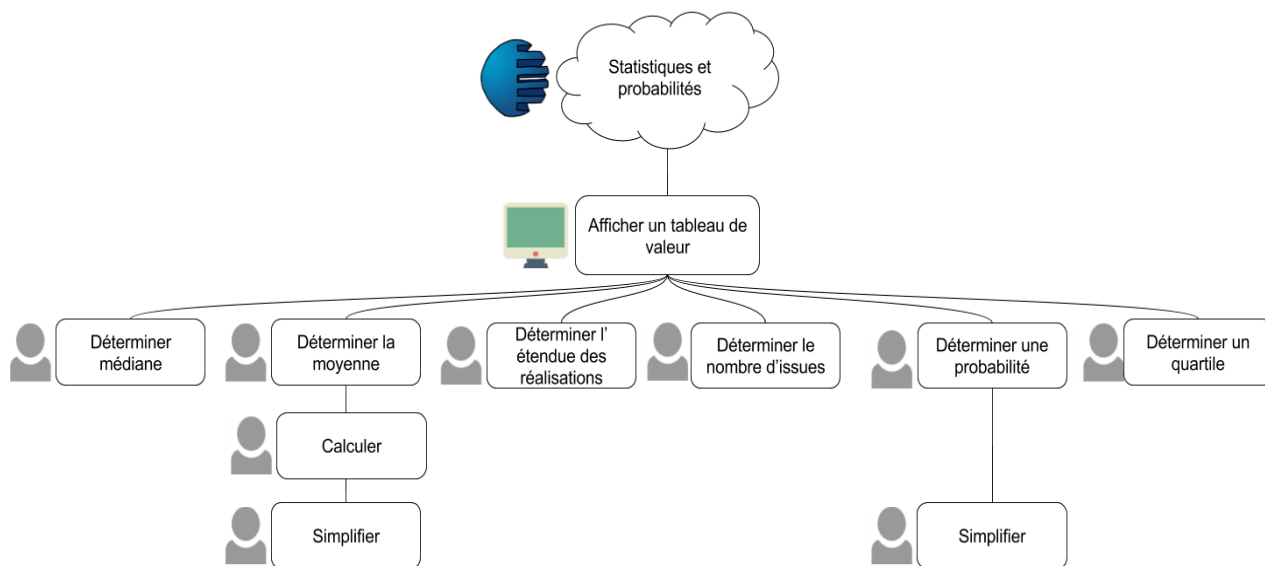 Statistiques et
probabilités
Afficher un tableau de
valeur
Déterminer
médiane
Déterminer la
moyenne
Déterminer l'
étendue des
réalisations
Déterminer le
nombre d'issues
Déterminer une
probabilité
Déterminer un
quartile
Calculer
Simplifier
Simplifier